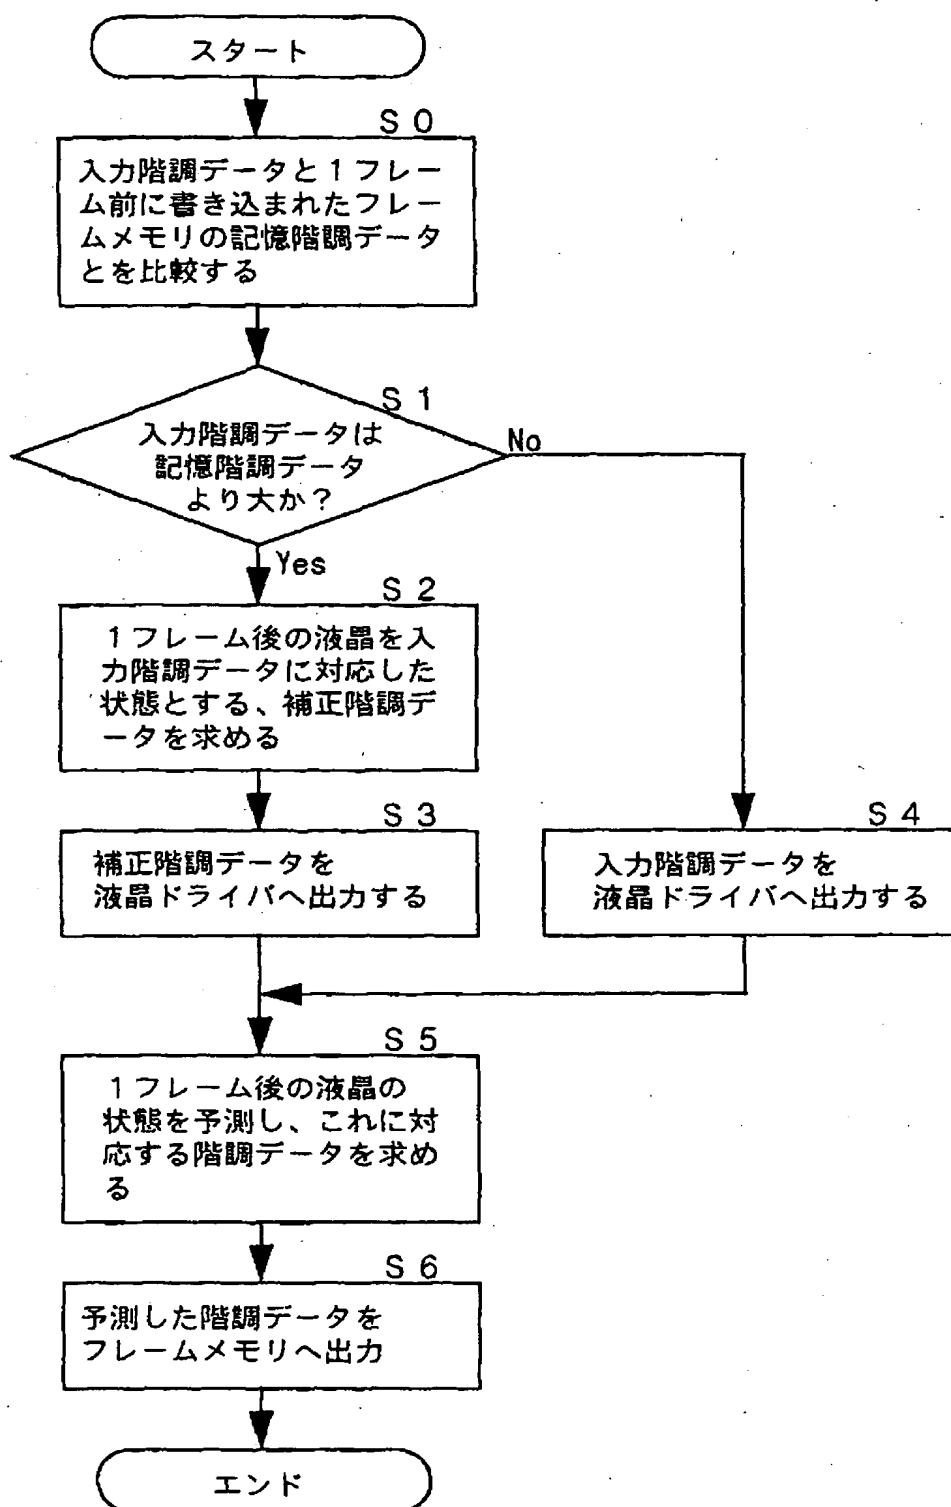 スタート
S 0
入力階調データと1フレー
ム前に書き込まれたフレー
ムメモリの記憶階調データ
とを比較する
S 1
入力階調データは
記憶階調データ
より大か?
No
Yes
S 2
1フレーム後の液晶を入
力階調データに対応した
状態とする、補正階調デ
ータを求める
S 3
補正階調データを
液晶ドライバへ出力する
S 4
入力階調データを
液晶ドライバへ出力する
S 5
1フレーム後の液晶の
状態を予測し、これに対
応する階調データを求め
る
S 6
予測した階調データを
フレームメモリへ出力
エンド